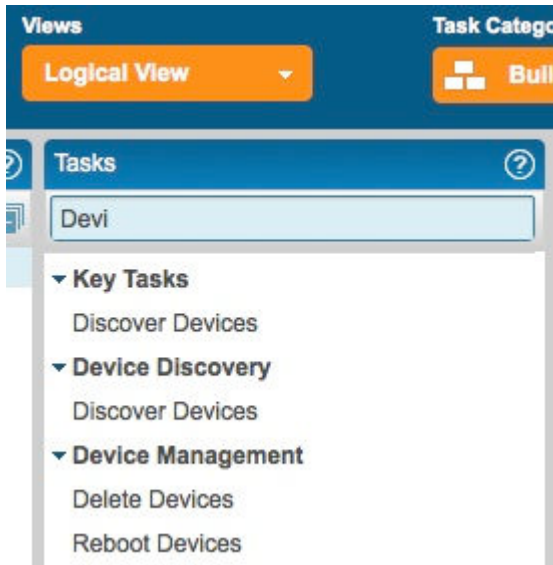 Views
Task Catego
Logical View
Buil
Tasks
Devi
Key Tasks
Discover Devices
Device Discovery
Discover Devices
Device Management
Delete Devices
Reboot Devices